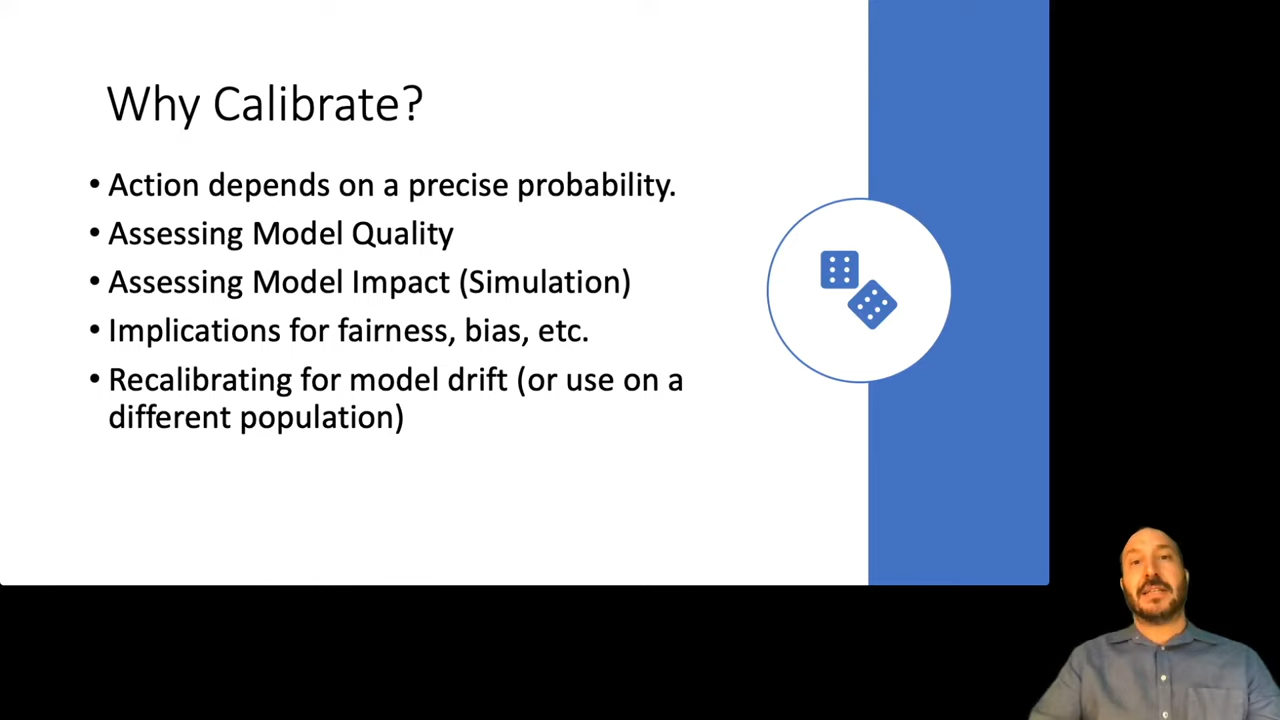 Why Calibrate?
• Action depends on a precise probability.
• Assessing Model Quality
• Assessing Model Impact (Simulation)
• Implications for fairness, bias, etc.
• Recalibrating for model drift (or use on a
different population)